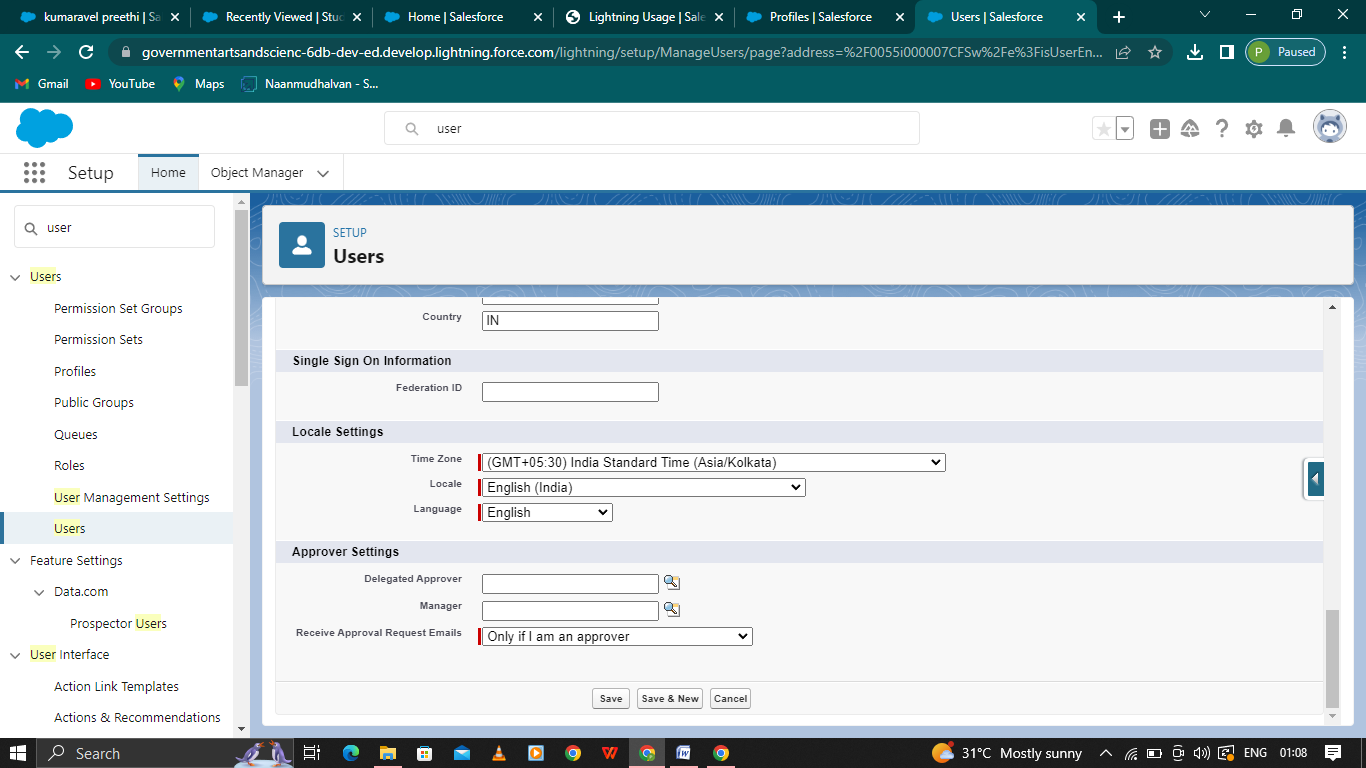 kumaravel preethi | Sa
Recently Viewed | Stud
Home | Salesforce
Lightning Usage | Sale
Profiles | Salesforce
Users | Salesforce
governmentartsandscienc-6db-dev-ed.develop.lightning.force.com/lightning/setup/ManageUsers/page?address=%2F0055i000007CFSw%2Fe%3FisUserEn...
P Paused
Gmail
YouTube
Maps
Naanmudhalvan - S...
user
Setup
Home
Object Manager
user
Users
Permission Set Groups
Permission Sets
Profiles
Public Groups
Queues
Roles
User Management Settings
Users
Feature Settings
Data.com
Prospector Users
User Interface
Action Link Templates
Actions & Recommendations
SETUP
Users
Country IN
Single Sign On Information
Federation ID
Locale Settings
Time Zone (GMT+05:30) India Standard Time (Asia/Kolkata)
Locale English (India)
Language English
Approver Settings
Delegated Approver
Manager
Receive Approval Request Emails Only if I am an approver
Save Save & New Cancel
Search
31°C Mostly sunny
ENG 01:08